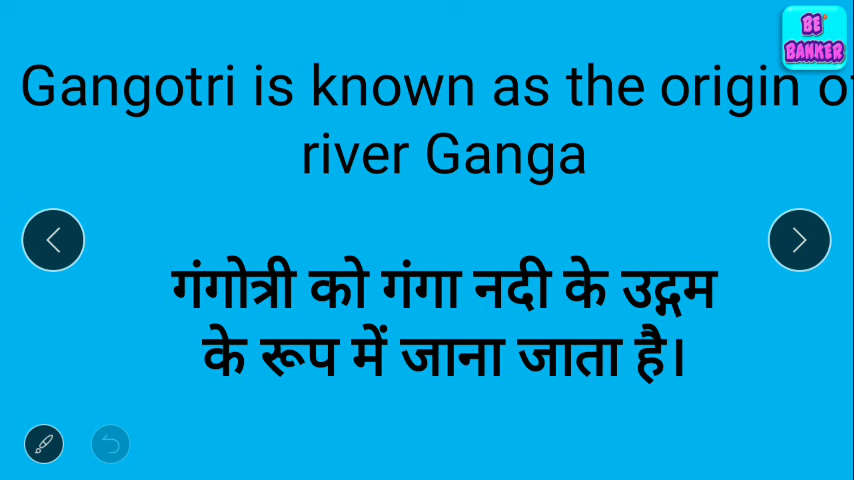 BE
BANKER
Gangotri is known as the origin of
river Ganga
गंगोत्री को गंगा नदी के उद्गम
के रूप में जाना जाता है।